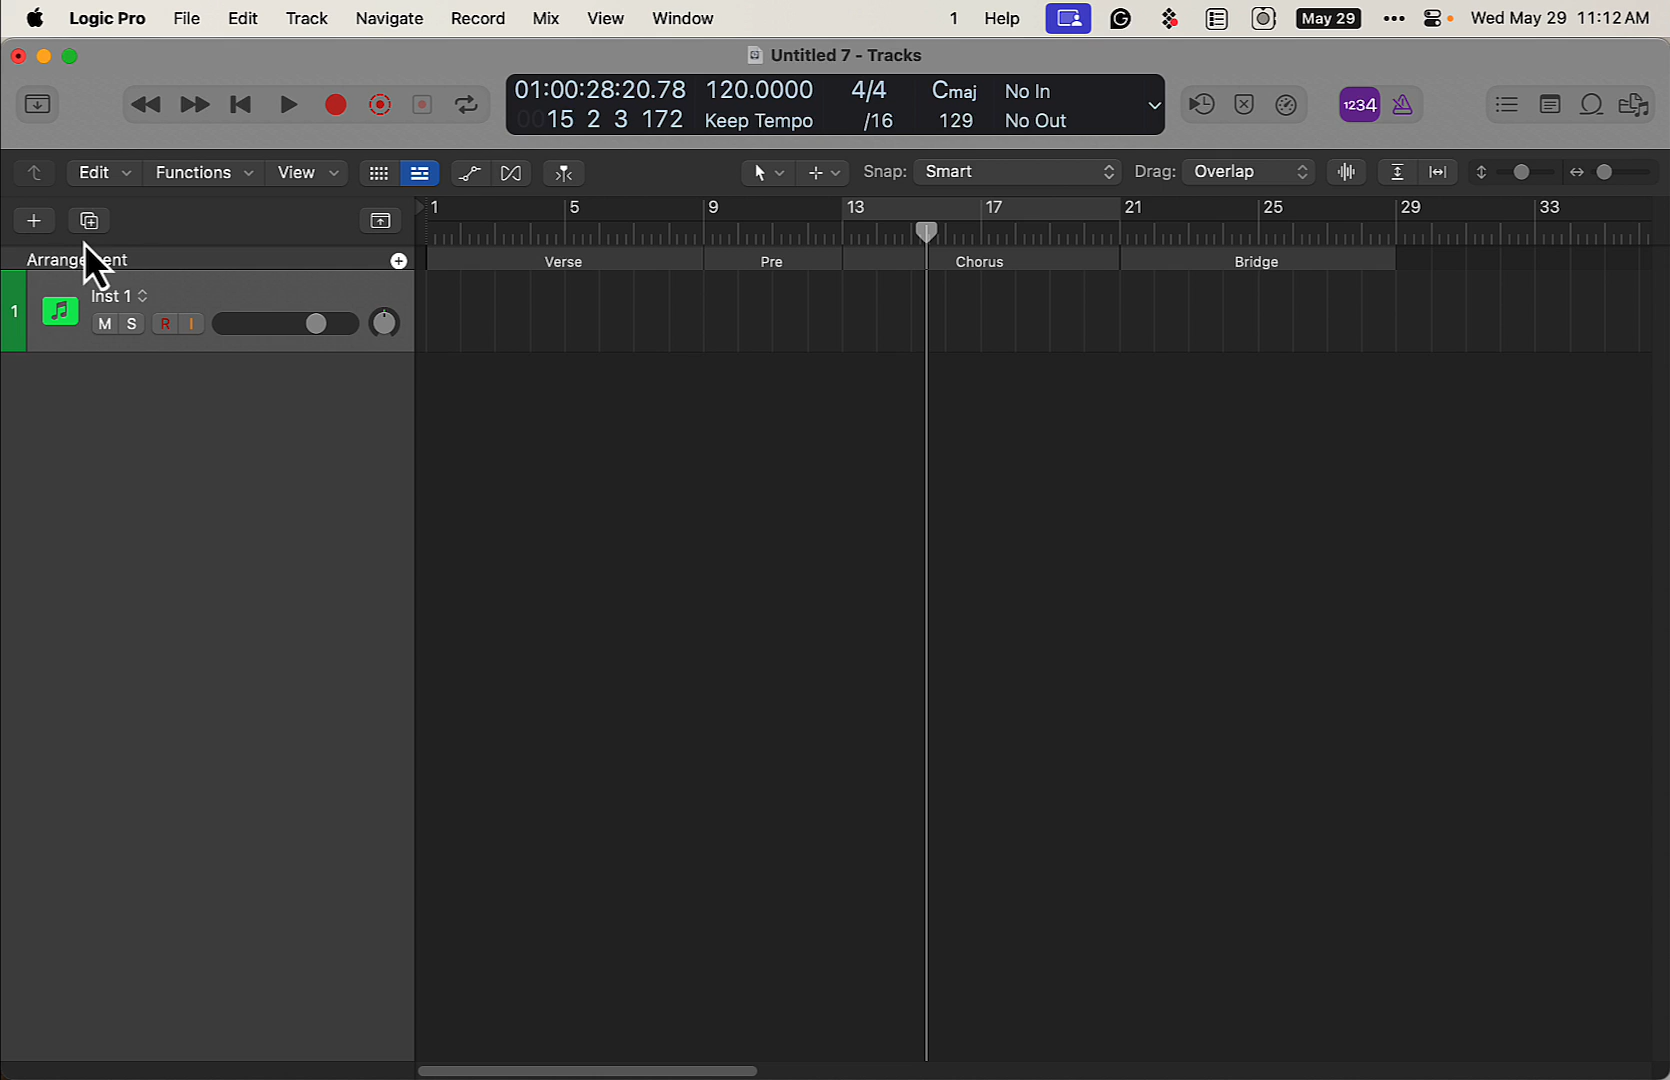 Logic Pro File Edit Track Navigate Record Mix View Window 1 Help May 29 Wed May 29 11:12 AM
Untitled 7 - Tracks
01:00:28:20.78 120.0000 4/4 Cmaj No In
0015 2 3 172 Keep Tempo /16 129 No Out
1234
Edit Functions View Snap: Smart Drag: Overlap
1 5 9 13 17 21 25 29 33
Verse Pre Chorus Bridge
1 Inst 1
M S R I